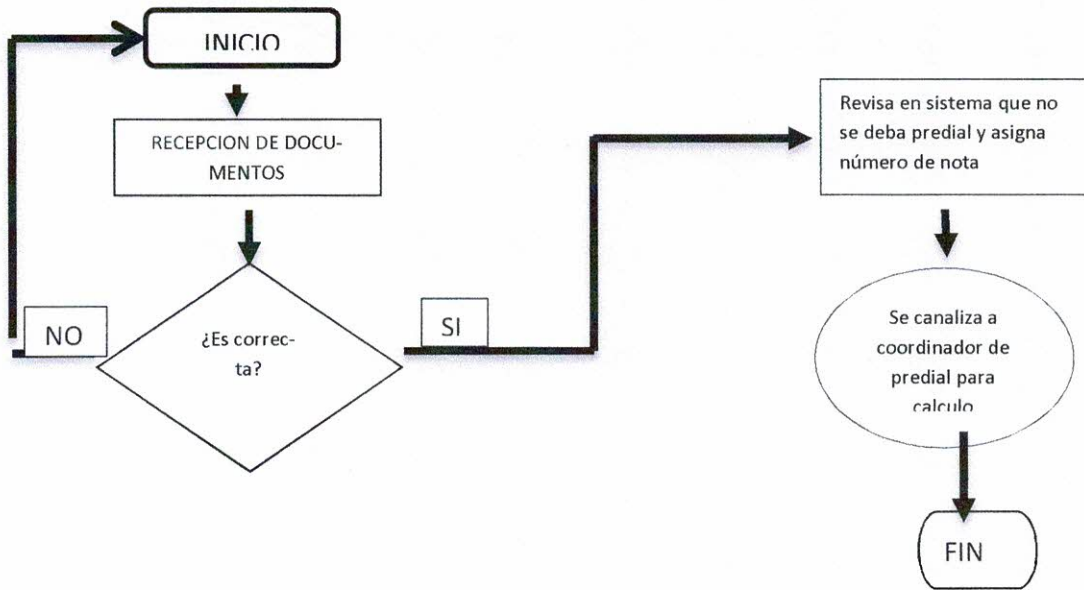 INICIO
RECEPCION DE DOCU-
MENTOS
¿Es correc-
ta?
NO
SI
Revisa en sistema que no
se deba predial y asigna
número de nota
Se canaliza a
coordinador de
predial para
calculo
FIN